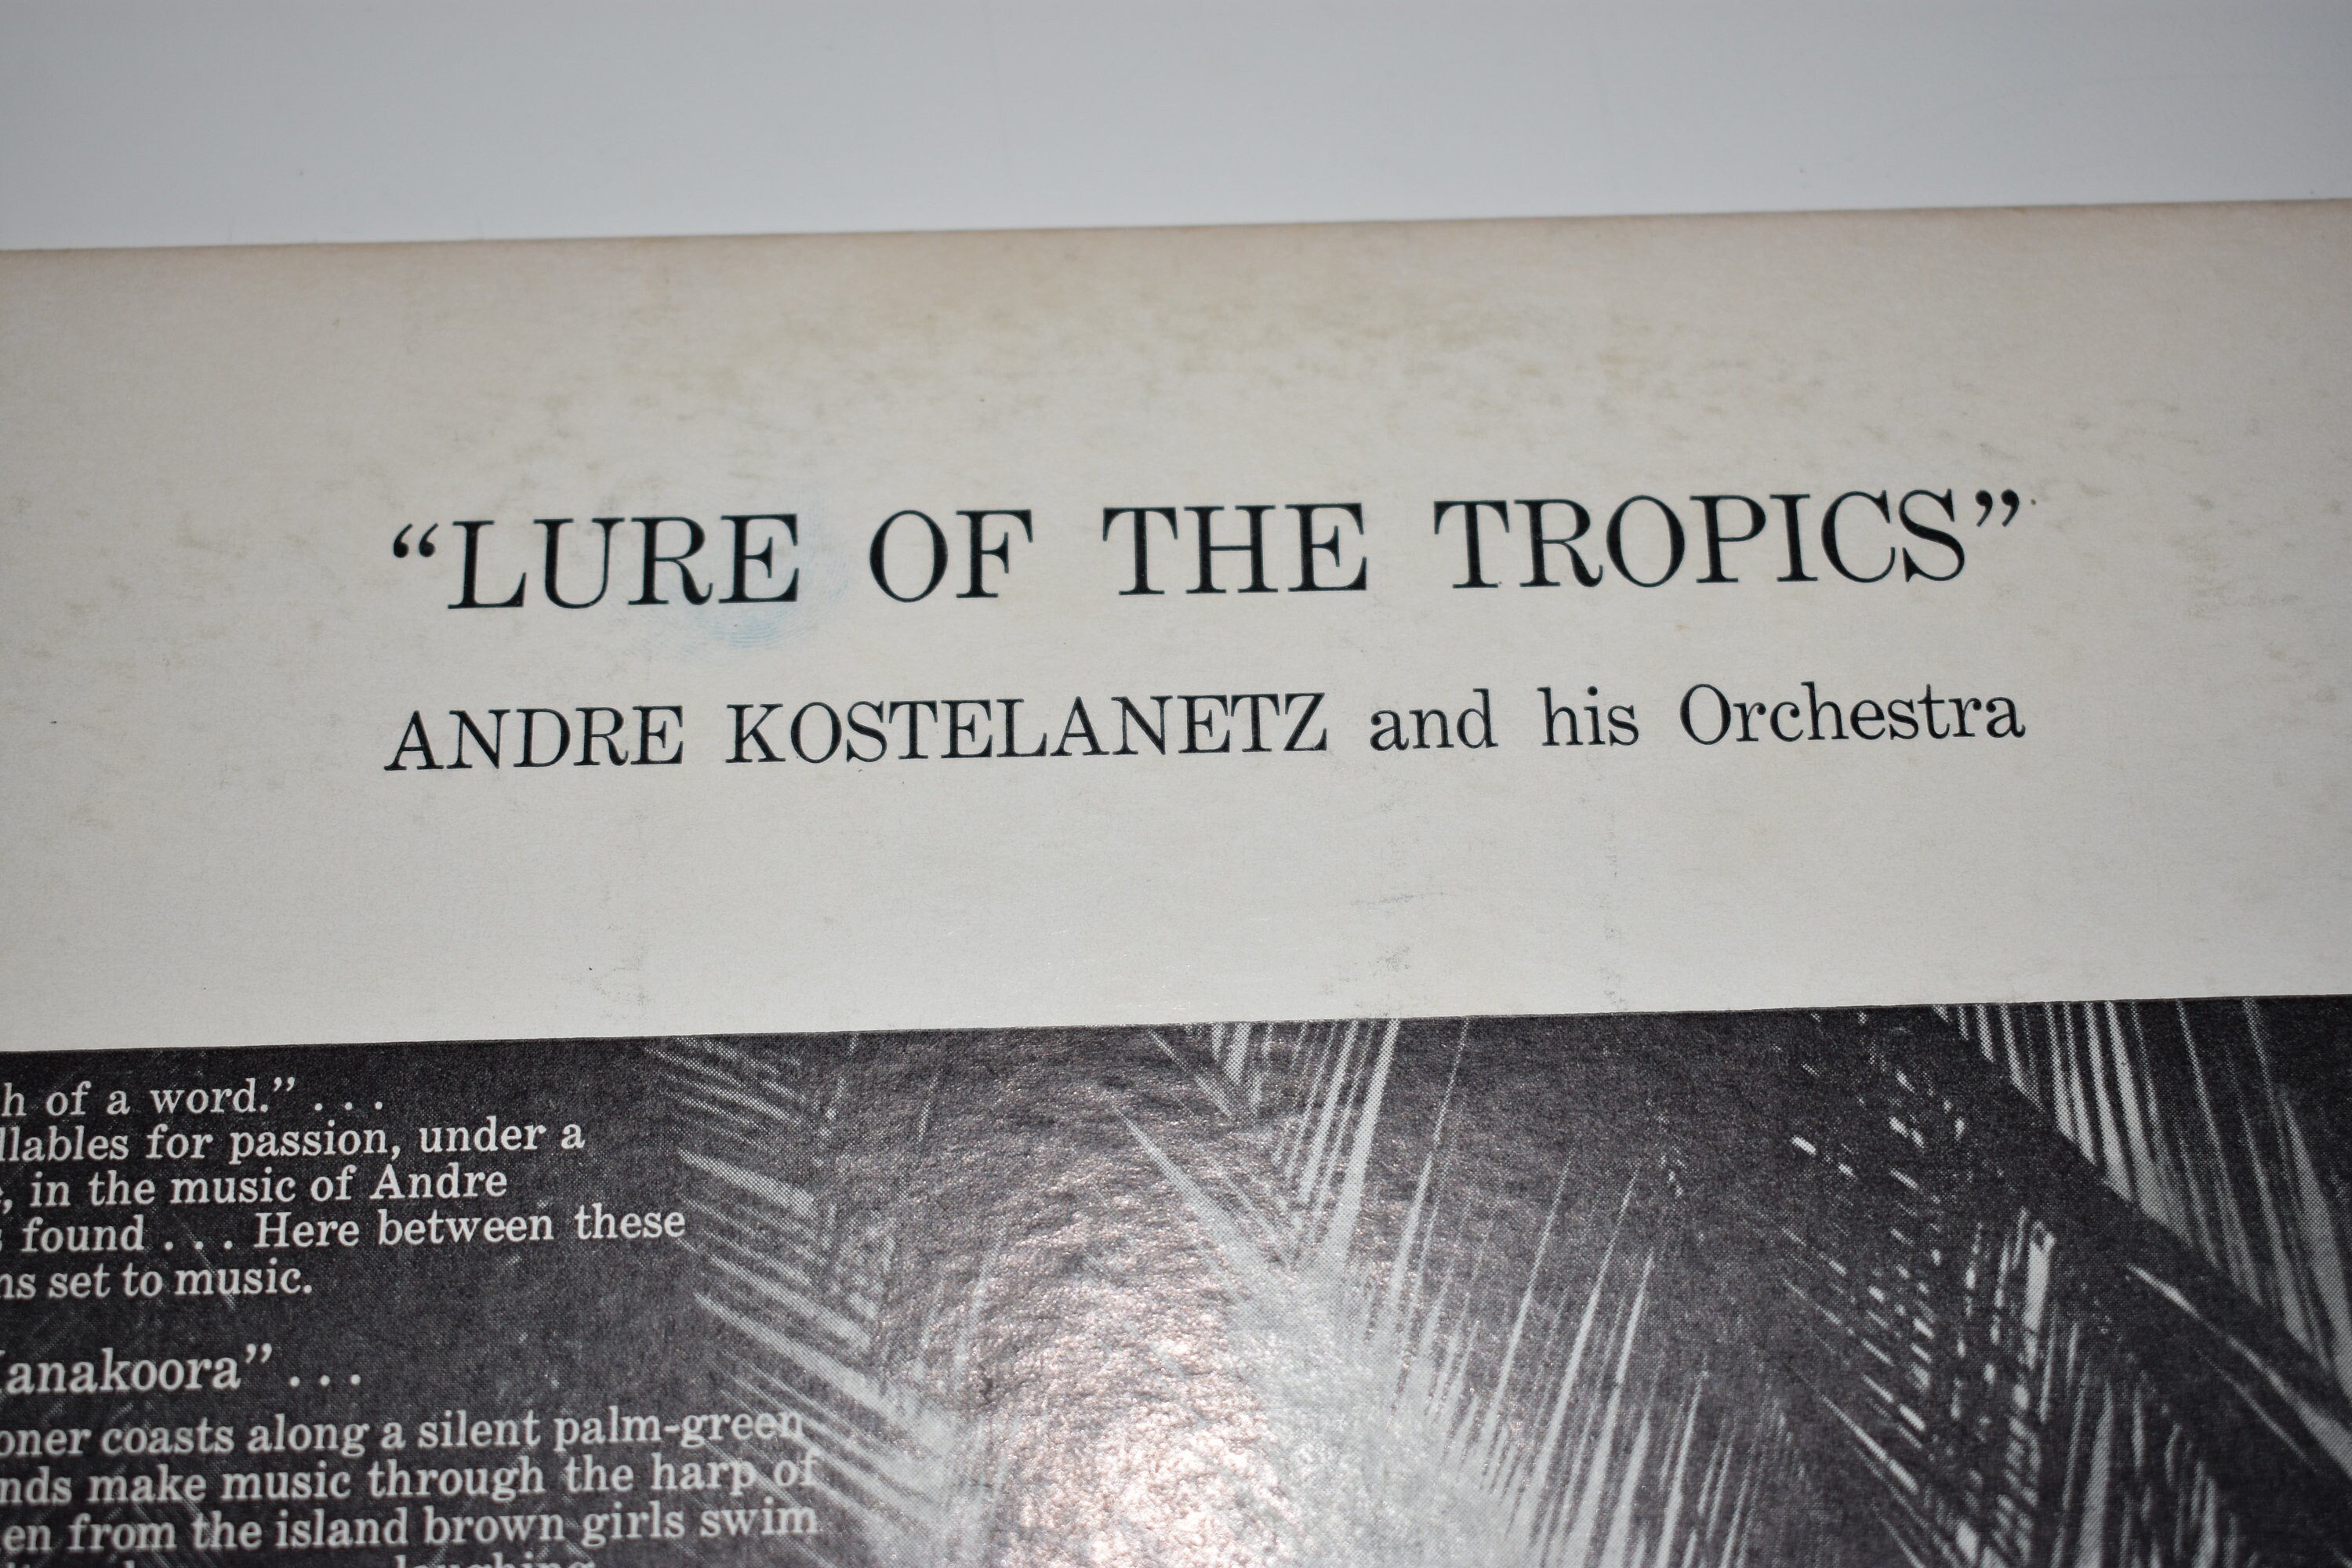 “LURE OF THE TROPICS”
ANDRE KOSTELANETZ and his Orchestra
h of a word.” . . .
llables for passion, under a
, in the music of Andre
found . . . Here between these
ns set to music.
anakoora” . . .
oner coasts along a silent palm-green
nds make music through the harp of
en from the island brown girls swim
laughing